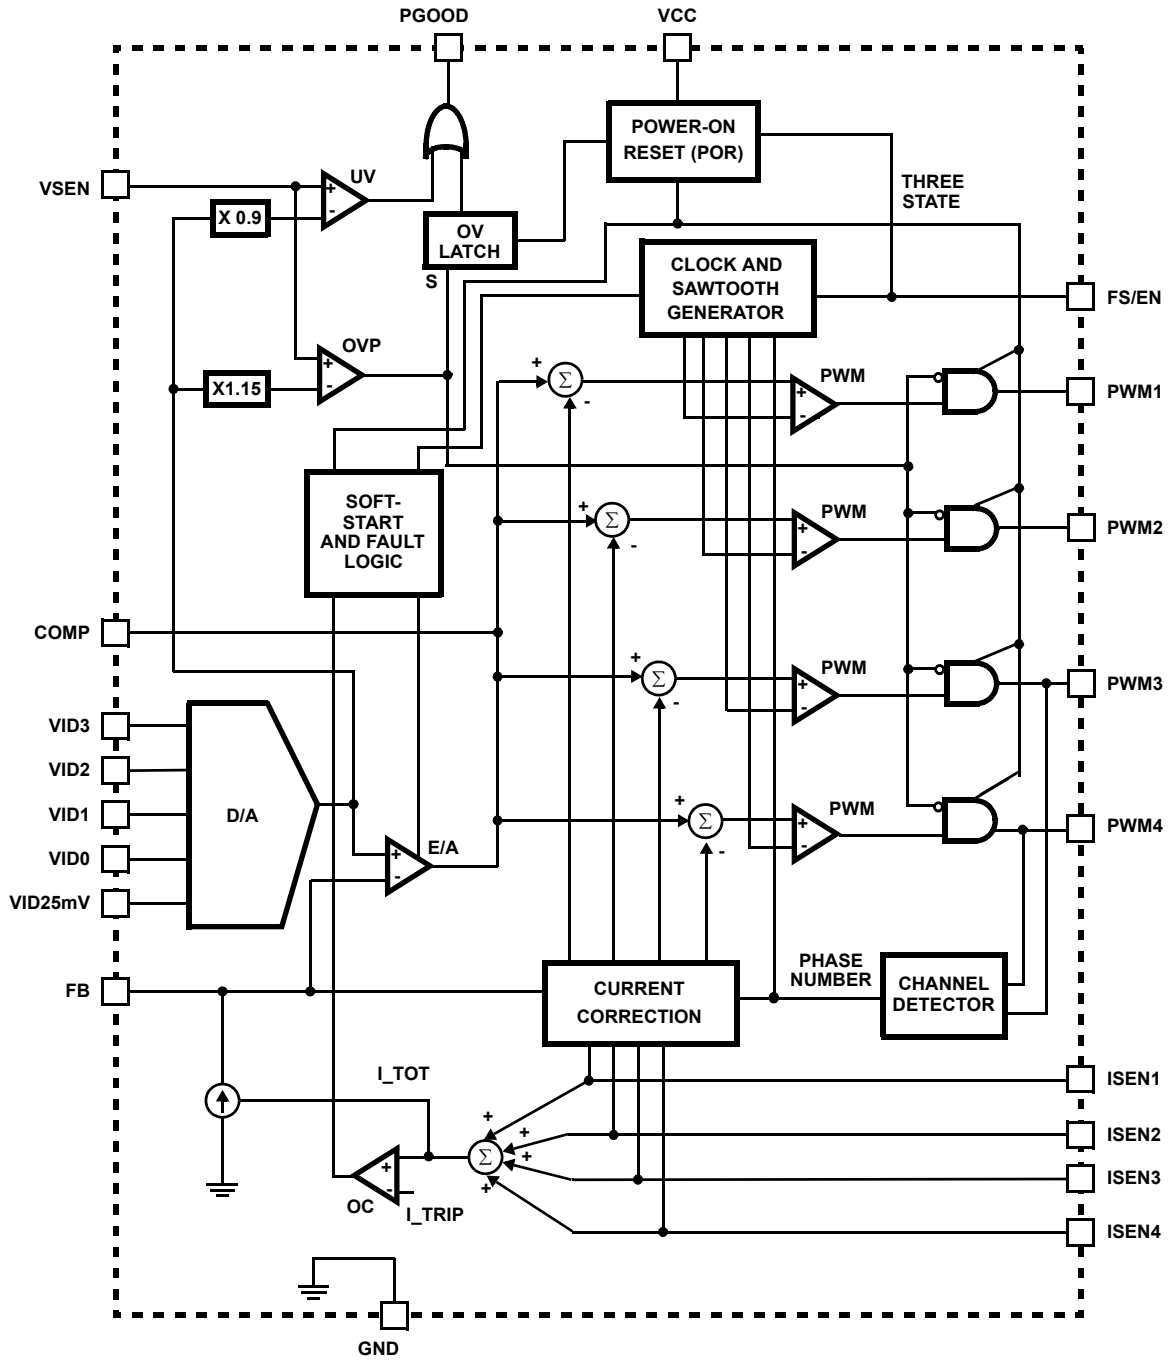 PGOOD
VCC
POWER-ON
RESET (POR)
VSEN
UV
+
-
X 0.9
THREE
STATE
OV
LATCH
S
CLOCK AND
SAWTOOTH
GENERATOR
FS/EN
OVP
+
-
X1.15
+
Σ
-
PWM
+
-
PWM1
SOFT-
START
AND FAULT
LOGIC
+
Σ
-
PWM
+
-
PWM2
COMP
+
Σ
-
PWM
+
-
PWM3
VID3
VID2
VID1
VID0
VID25mV
D/A
E/A
+
-
+
Σ
-
PWM
+
-
PWM4
FB
CURRENT
CORRECTION
PHASE
NUMBER
CHANNEL
DETECTOR
I_TOT
ISEN1
+
+
ISEN2
Σ
+
+
ISEN3
+
-
OC
I_TRIP
ISEN4
GND